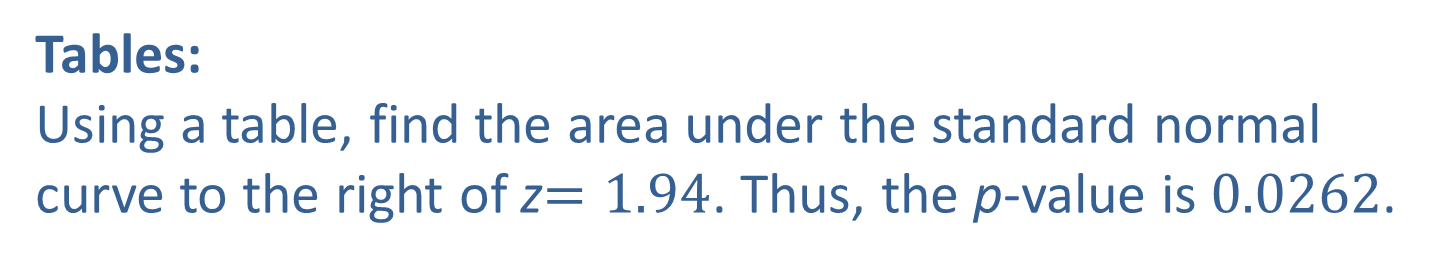 Tables:
Using a table, find the area under the standard normal
curve to the right of z= 1.94. Thus, the p-value is 0.0262.